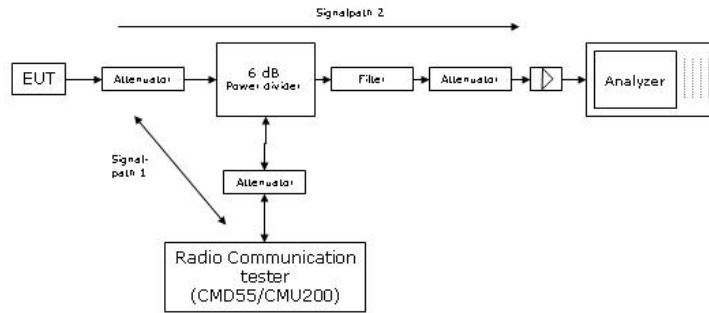 Signalpath 2
EUT
Attenuator
6 dB
Power divider
Filter
Attenuator
Analyzer
Signal-
path 1
Attenuator
Radio Communication
tester
(CMD55/CMU200)